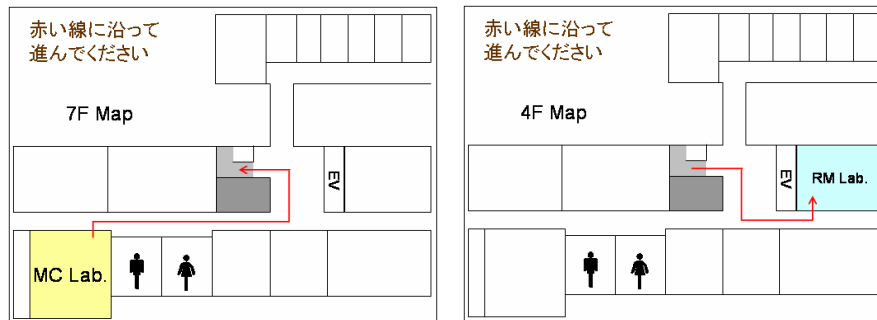 赤い線に沿って
進んでください
7F Map
EV
MC Lab.
赤い線に沿って
進んでください
4F Map
EV
RM Lab.